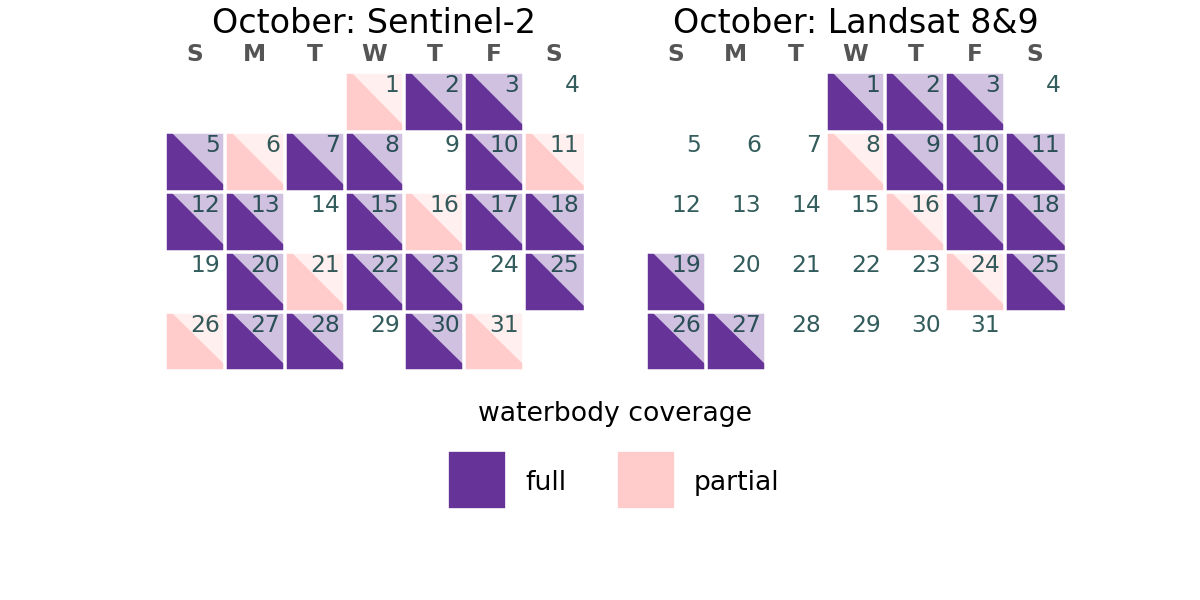 October: Sentinel-2
S M T W T F S
1 2 3 4
5 6 7 8 9 10 11
12 13 14 15 16 17 18
19 20 21 22 23 24 25
26 27 28 29 30 31
October: Landsat 8&9
S M T W T F S
1 2 3 4
5 6 7 8 9 10 11
12 13 14 15 16 17 18
19 20 21 22 23 24 25
26 27 28 29 30 31
waterbody coverage
full partial